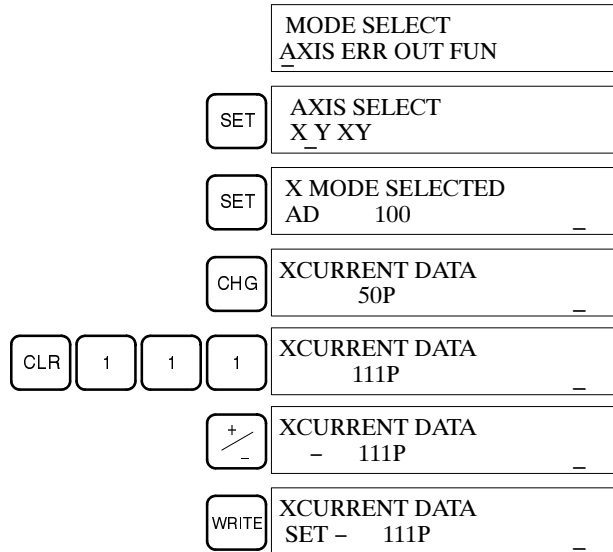 MODE SELECT
AXIS ERR OUT FUN
SET
AXIS SELECT
X_Y XY
SET
X MODE SELECTED
AD 100 _
CHG
XCURRENT DATA
50P _
CLR 1 1 1
XCURRENT DATA
111P _
+/−
XCURRENT DATA
– 111P _
WRITE
XCURRENT DATA
SET – 111P _